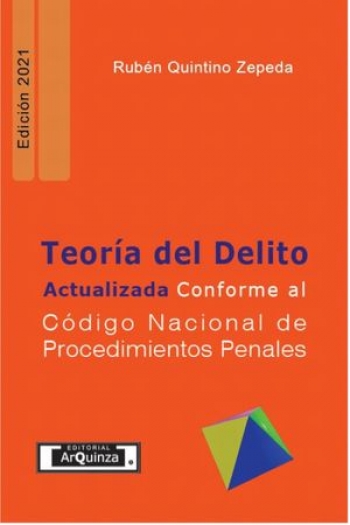 Edición 2021
Rubén Quintino Zepeda
Teoría del Delito
Actualizada Conforme al
Código Nacional de
Procedimientos Penales
EDITORIAL
ArQuinza